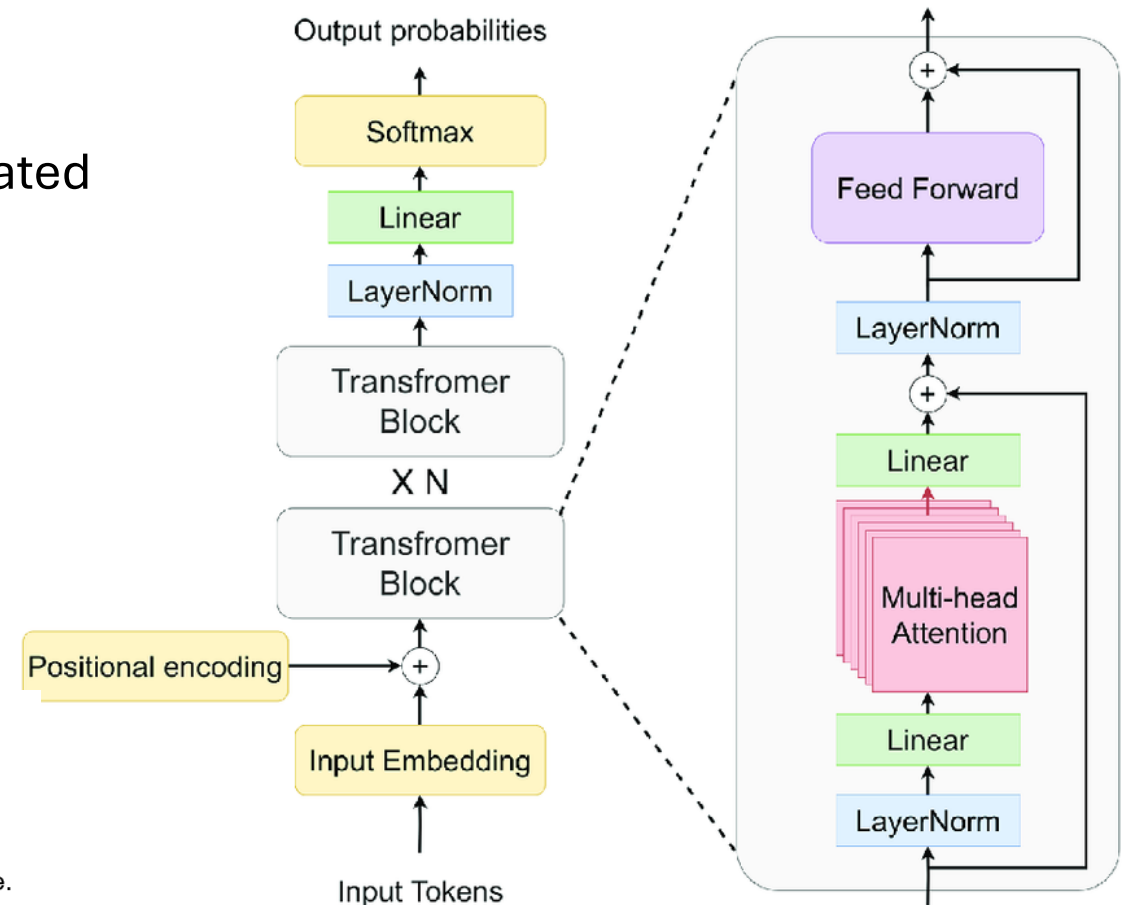 Output probabilities
Softmax
ated
Linear
LayerNorm
Transfromer
Block
X N
Transfromer
Block
Positional encoding
+
Input Embedding
Input Tokens
e.
+
Feed Forward
LayerNorm
+
Linear
Multi-head
Attention
Linear
LayerNorm